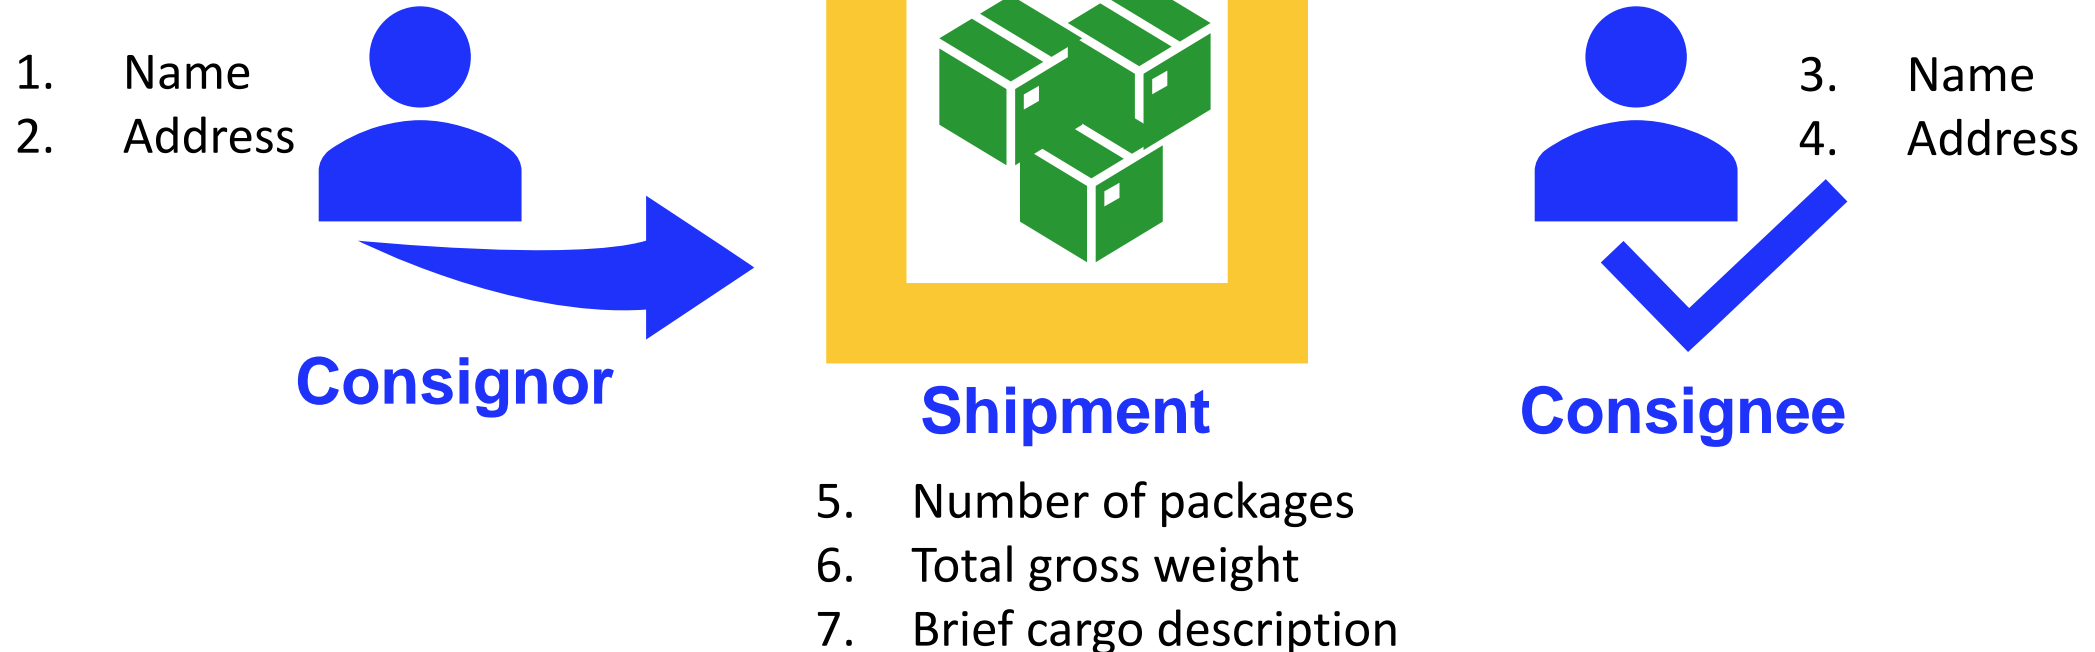 1. Name
2. Address
Consignor
Shipment
5. Number of packages
6. Total gross weight
7. Brief cargo description
3. Name
4. Address
Consignee